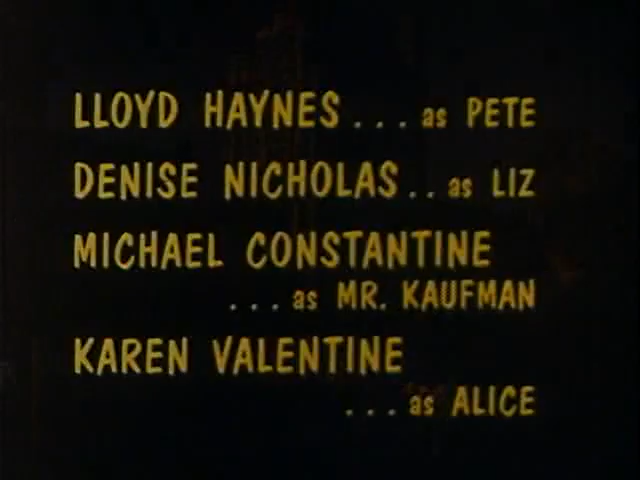 LLOYD HAYNES ... as PETE
DENISE NICHOLAS .. as LIZ
MICHAEL CONSTANTINE
... as MR. KAUFMAN
KAREN VALENTINE
... as ALICE